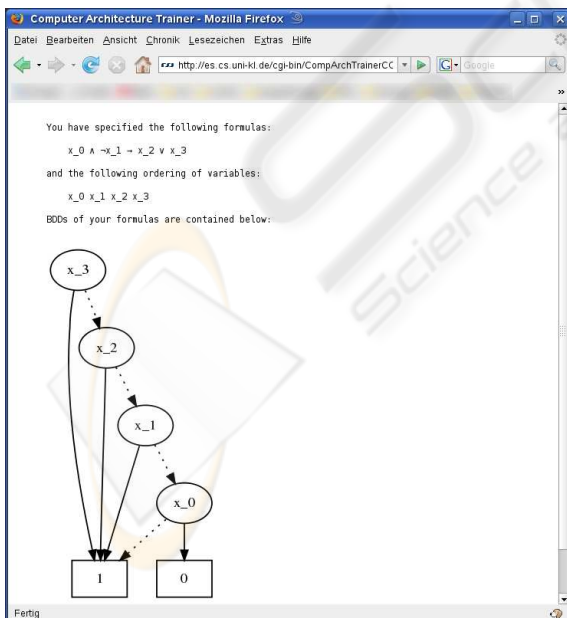 Computer Architecture Trainer - Mozilla Firefox
Datei Bearbeiten Ansicht Chronik Lesezeichen Extras Hilfe
http://es.cs.uni-kl.de/cgi-bin/CompArchTrainerCC
G Google
You have specified the following formulas:
x_0 ∧ ¬x_1 → x_2 ∨ x_3
and the following ordering of variables:
x_0 x_1 x_2 x_3
BDDs of your formulas are contained below:
x_3
x_2
x_1
x_0
1 0
Fertig